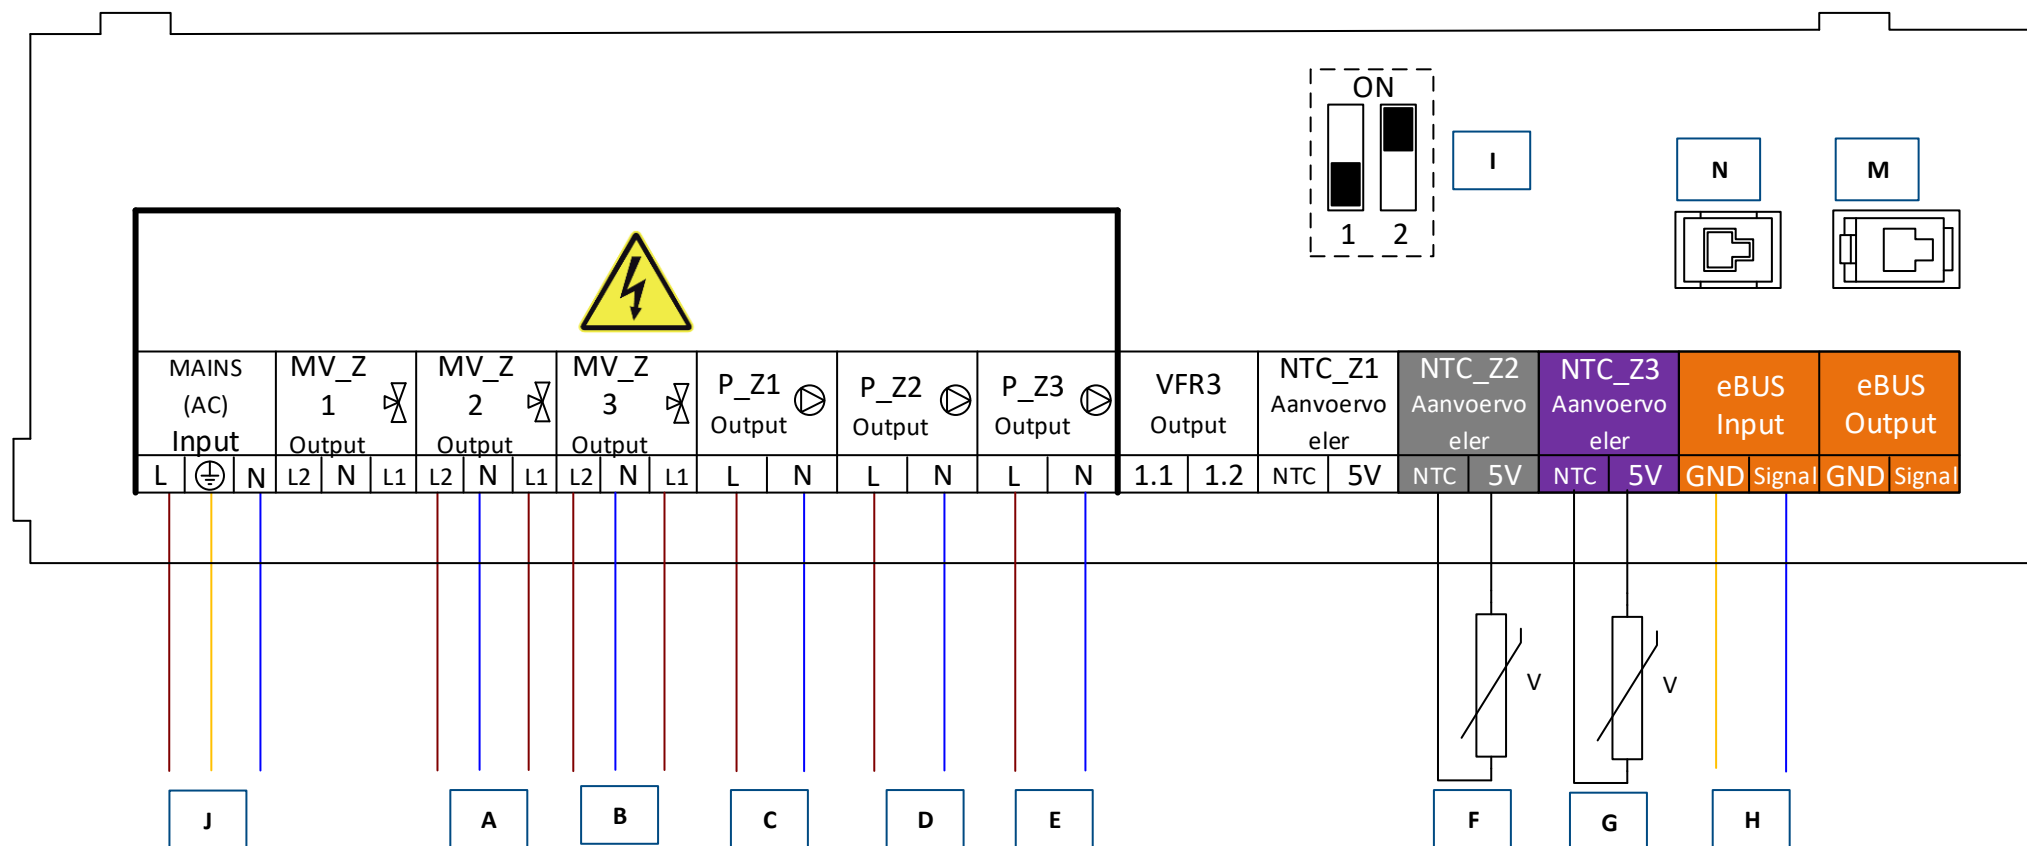 ON
1 2
I
N
M
MAINS
(AC)
Input
MV_Z
1
Output
MV_Z
2
Output
MV_Z
3
Output
P_Z1
Output
P_Z2
Output
P_Z3
Output
VFR3
Output
NTC_Z1
Aanvoervo
eler
NTC_Z2
Aanvoervo
eler
NTC_Z3
Aanvoervo
eler
eBUS
Input
eBUS
Output
L N L2 N L1 L2 N L1 L2 N L1 L N L N L N 1.1 1.2 NTC 5V NTC 5V NTC 5V GND Signal GND Signal
V
V
J
A
B
C
D
E
F
G
H